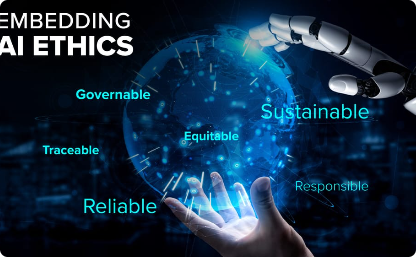 EMBEDDING
AI ETHICS
Governable
Sustainable
Equitable
Traceable
Responsible
Reliable